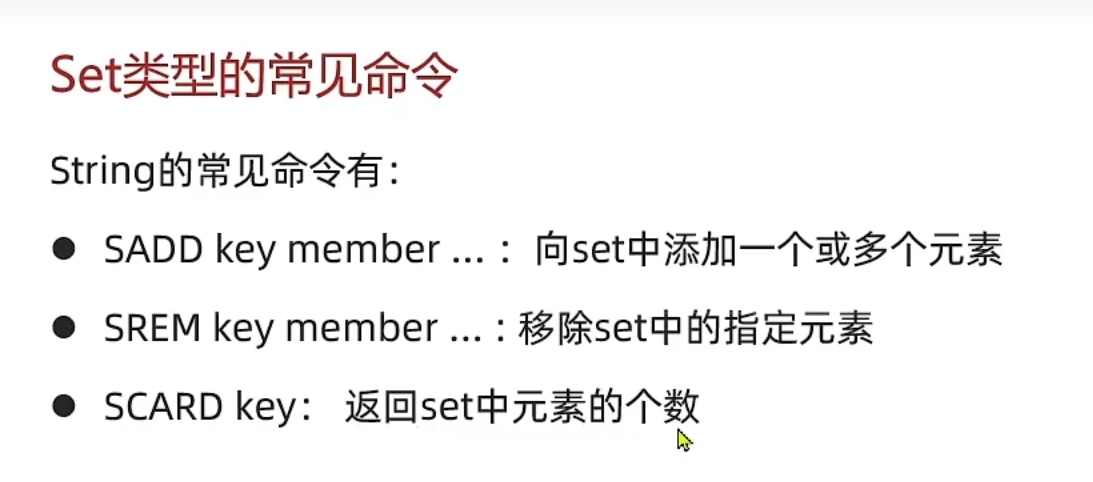 Set类型的常见命令
String的常见命令有：
● SADD key member ... ：向set中添加一个或多个元素
● SREM key member ... : 移除set中的指定元素
● SCARD key： 返回set中元素的个数